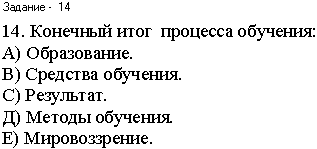 Задание - 14
14. Конечный итог процесса обучения:
А) Образование.
В) Средства обучения.
С) Результат.
Д) Методы обучения.
Е) Мировоззрение.